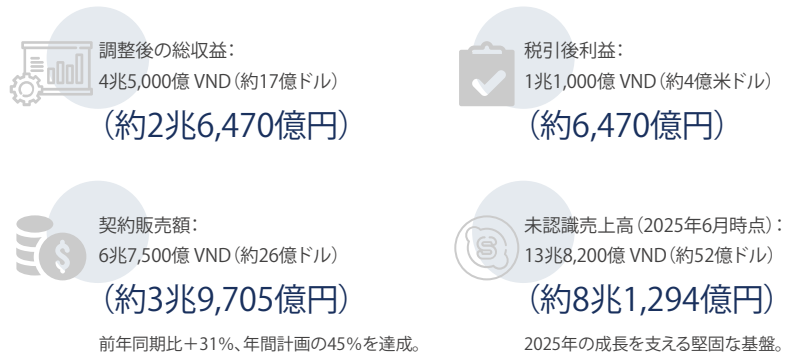 調整後の総収益：
4兆5,000億 VND（約17億ドル）
（約2兆6,470億円）
税引後利益：
1兆1,000億 VND（約4億米ドル）
（約6,470億円）
契約販売額：
6兆7,500億 VND（約26億ドル）
（約3兆9,705億円）
前年同期比＋31%、年間計画の45%を達成。
未認識売上高（2025年6月時点）：
13兆8,200億 VND（約52億ドル）
（約8兆1,294億円）
2025年の成長を支える堅固な基盤。